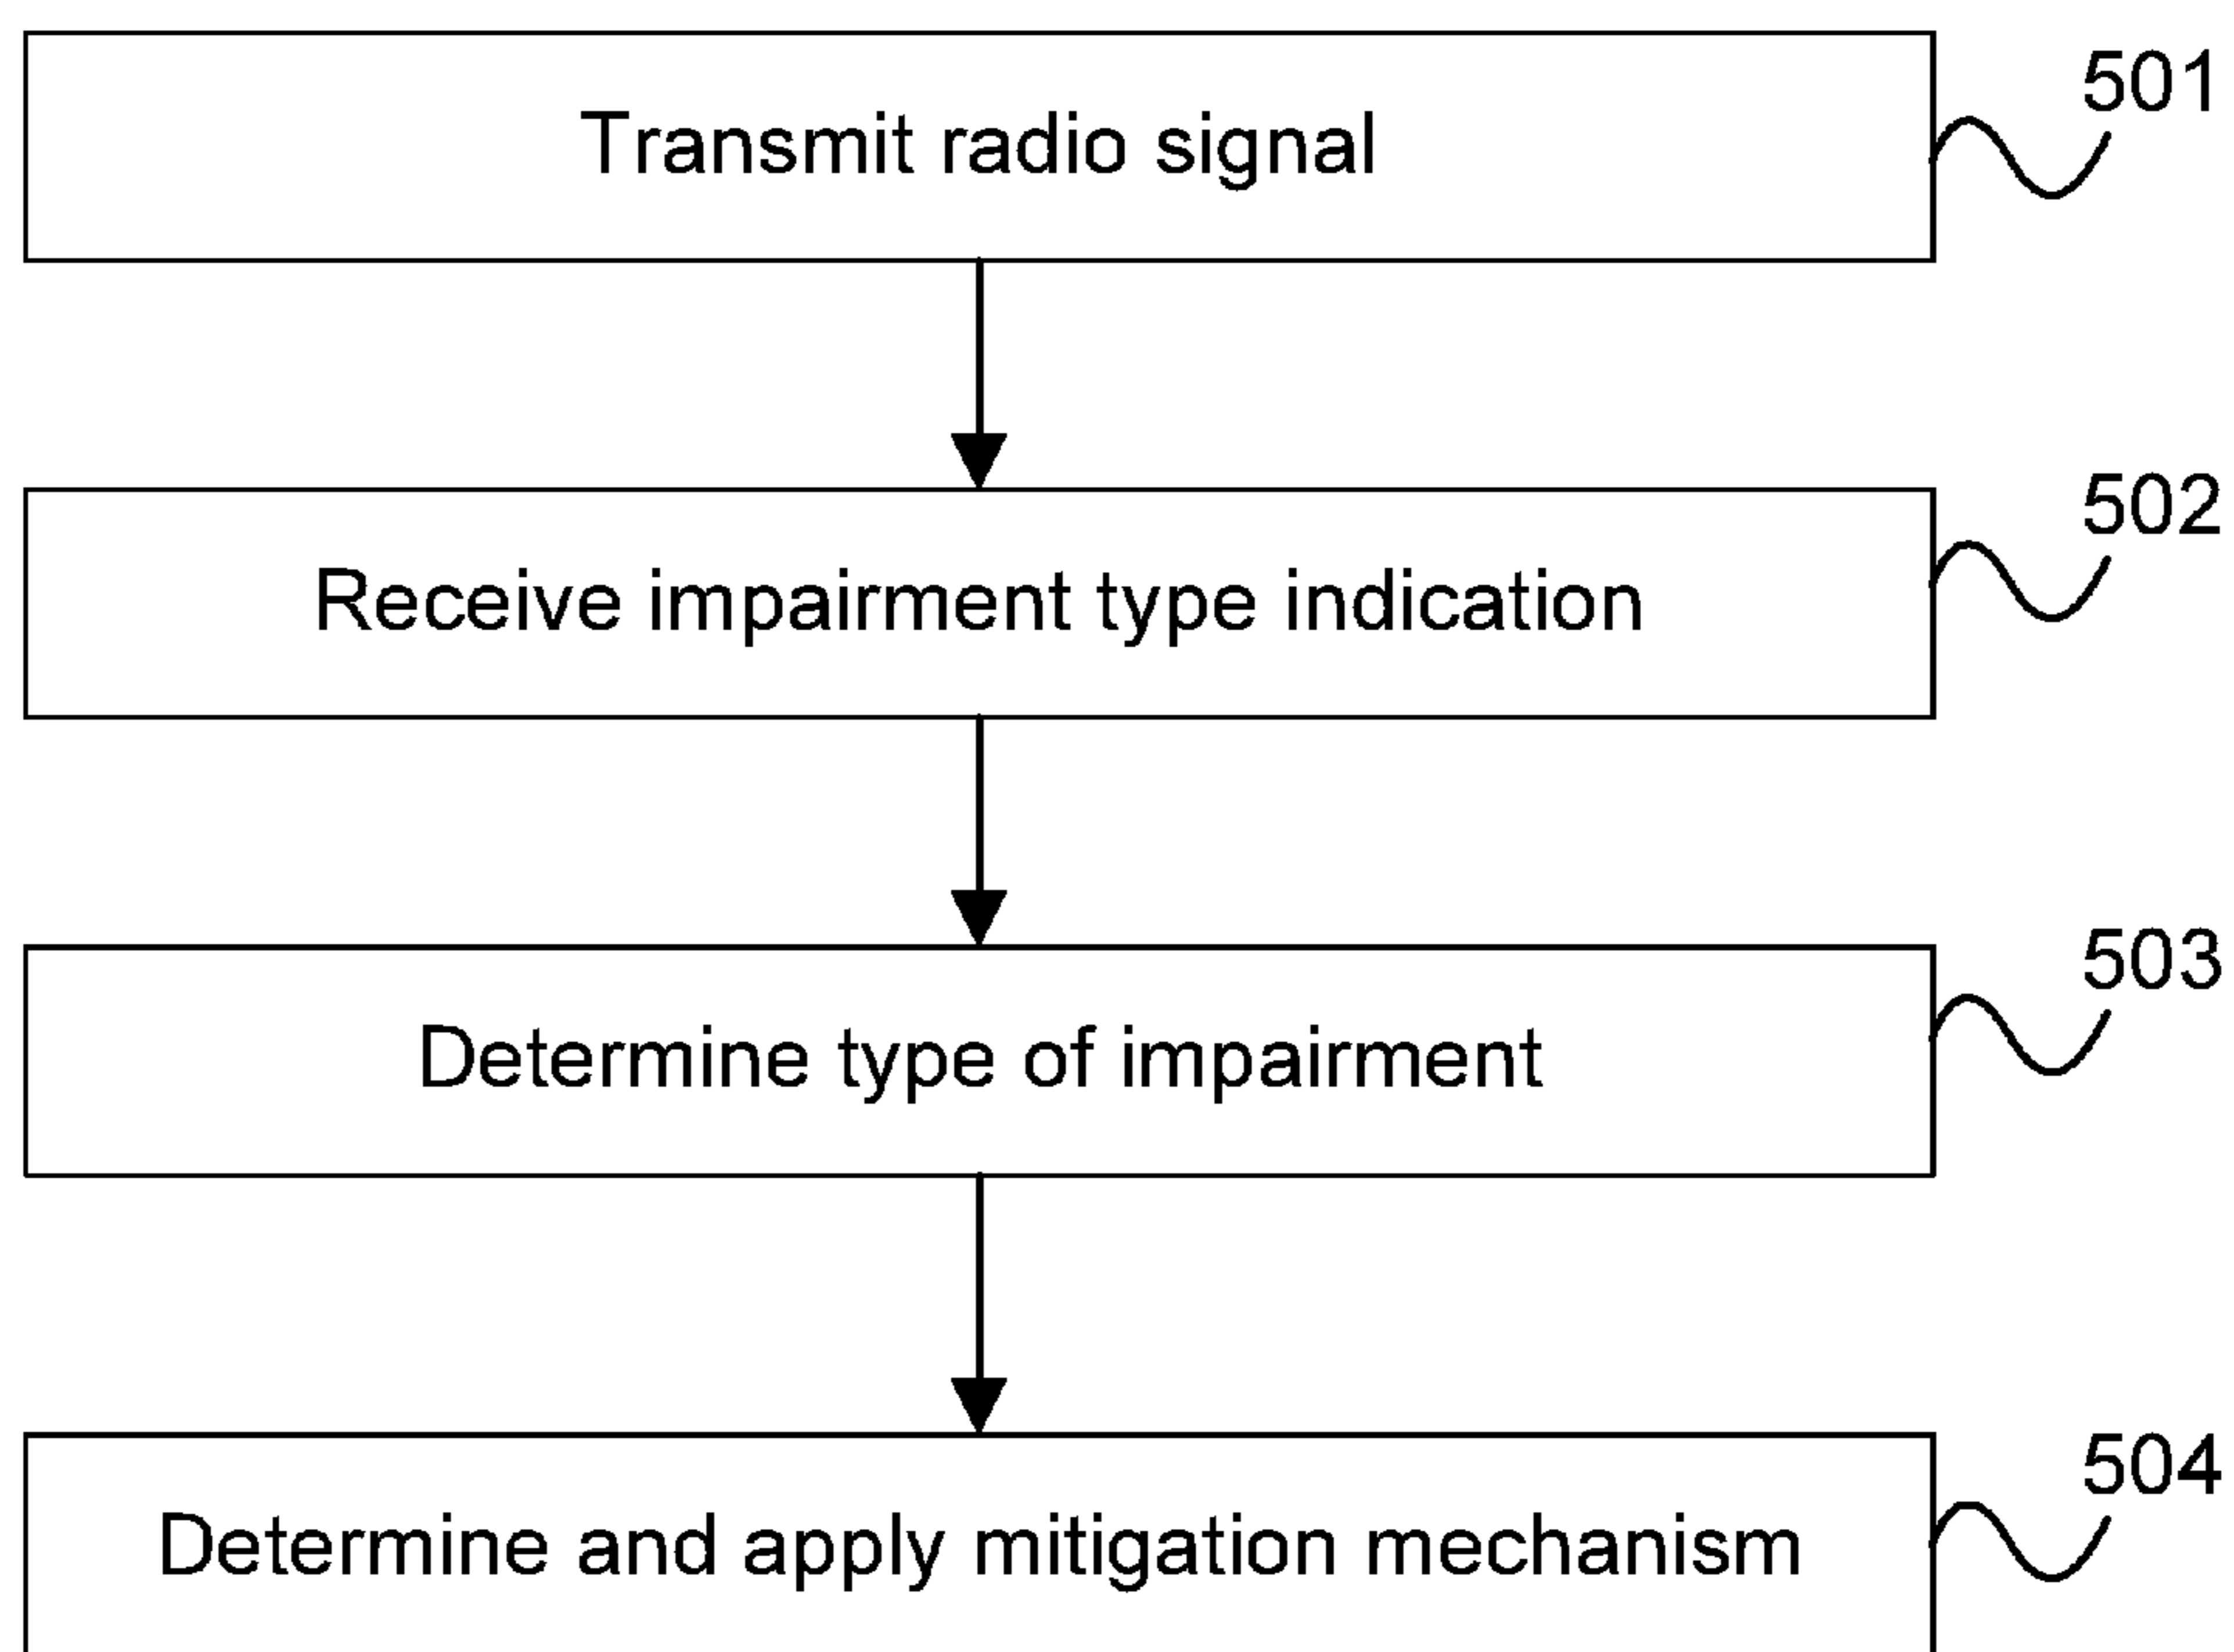 Transmit radio signal
501
Receive impairment type indication
502
Determine type of impairment
503
Determine and apply mitigation mechanism
504